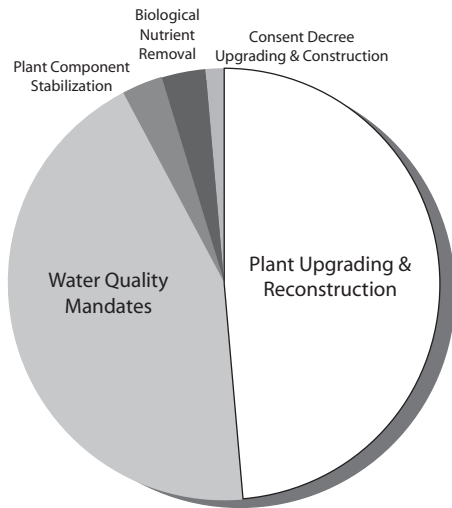 Biological
Nutrient
Removal
Consent Decree
Upgrading & Construction
Plant Component
Stabilization
Water Quality
Mandates
Plant Upgrading &
Reconstruction